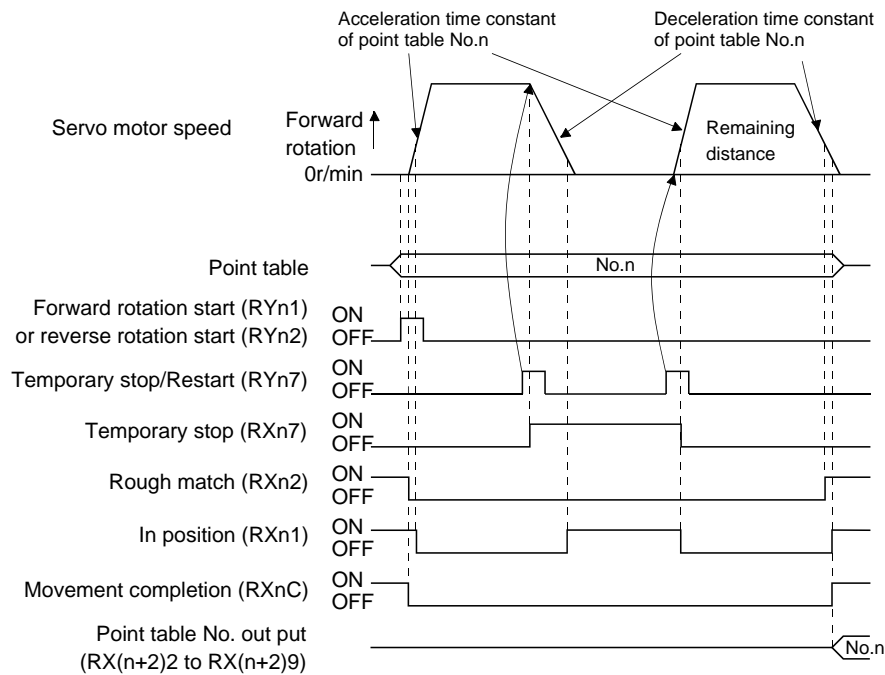 Acceleration time constant
of point table No.n
Deceleration time constant
of point table No.n
Servo motor speed
Forward
rotation
0r/min
Remaining
distance
Point table
No.n
Forward rotation start (RYn1)
or reverse rotation start (RYn2)
ON
OFF
Temporary stop/Restart (RYn7)
ON
OFF
Temporary stop (RXn7)
ON
OFF
Rough match (RXn2)
ON
OFF
In position (RXn1)
ON
OFF
Movement completion (RXnC)
ON
OFF
Point table No. out put
(RX(n+2)2 to RX(n+2)9)
No.n